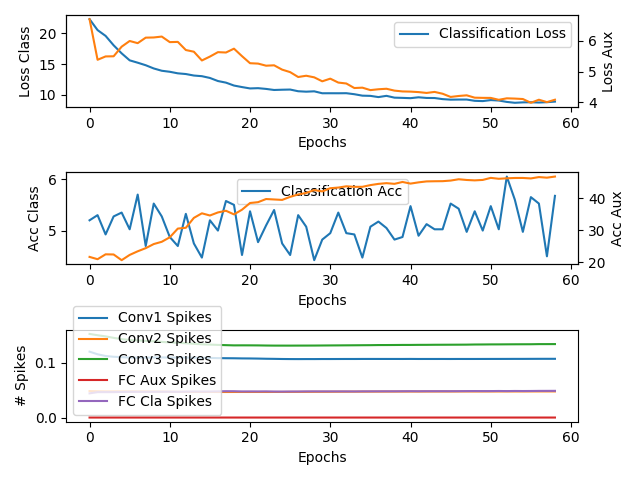 Classification Loss
Loss Class
Loss Aux
20
15
10
6
5
4
0 10 20 30 40 50 60
Epochs
Classification Acc
Acc Class
Acc Aux
6
5
40
30
20
0 10 20 30 40 50 60
Epochs
Conv1 Spikes
Conv2 Spikes
Conv3 Spikes
FC Aux Spikes
FC Cla Spikes
# Spikes
0.1
0.0
0 10 20 30 40 50 60
Epochs